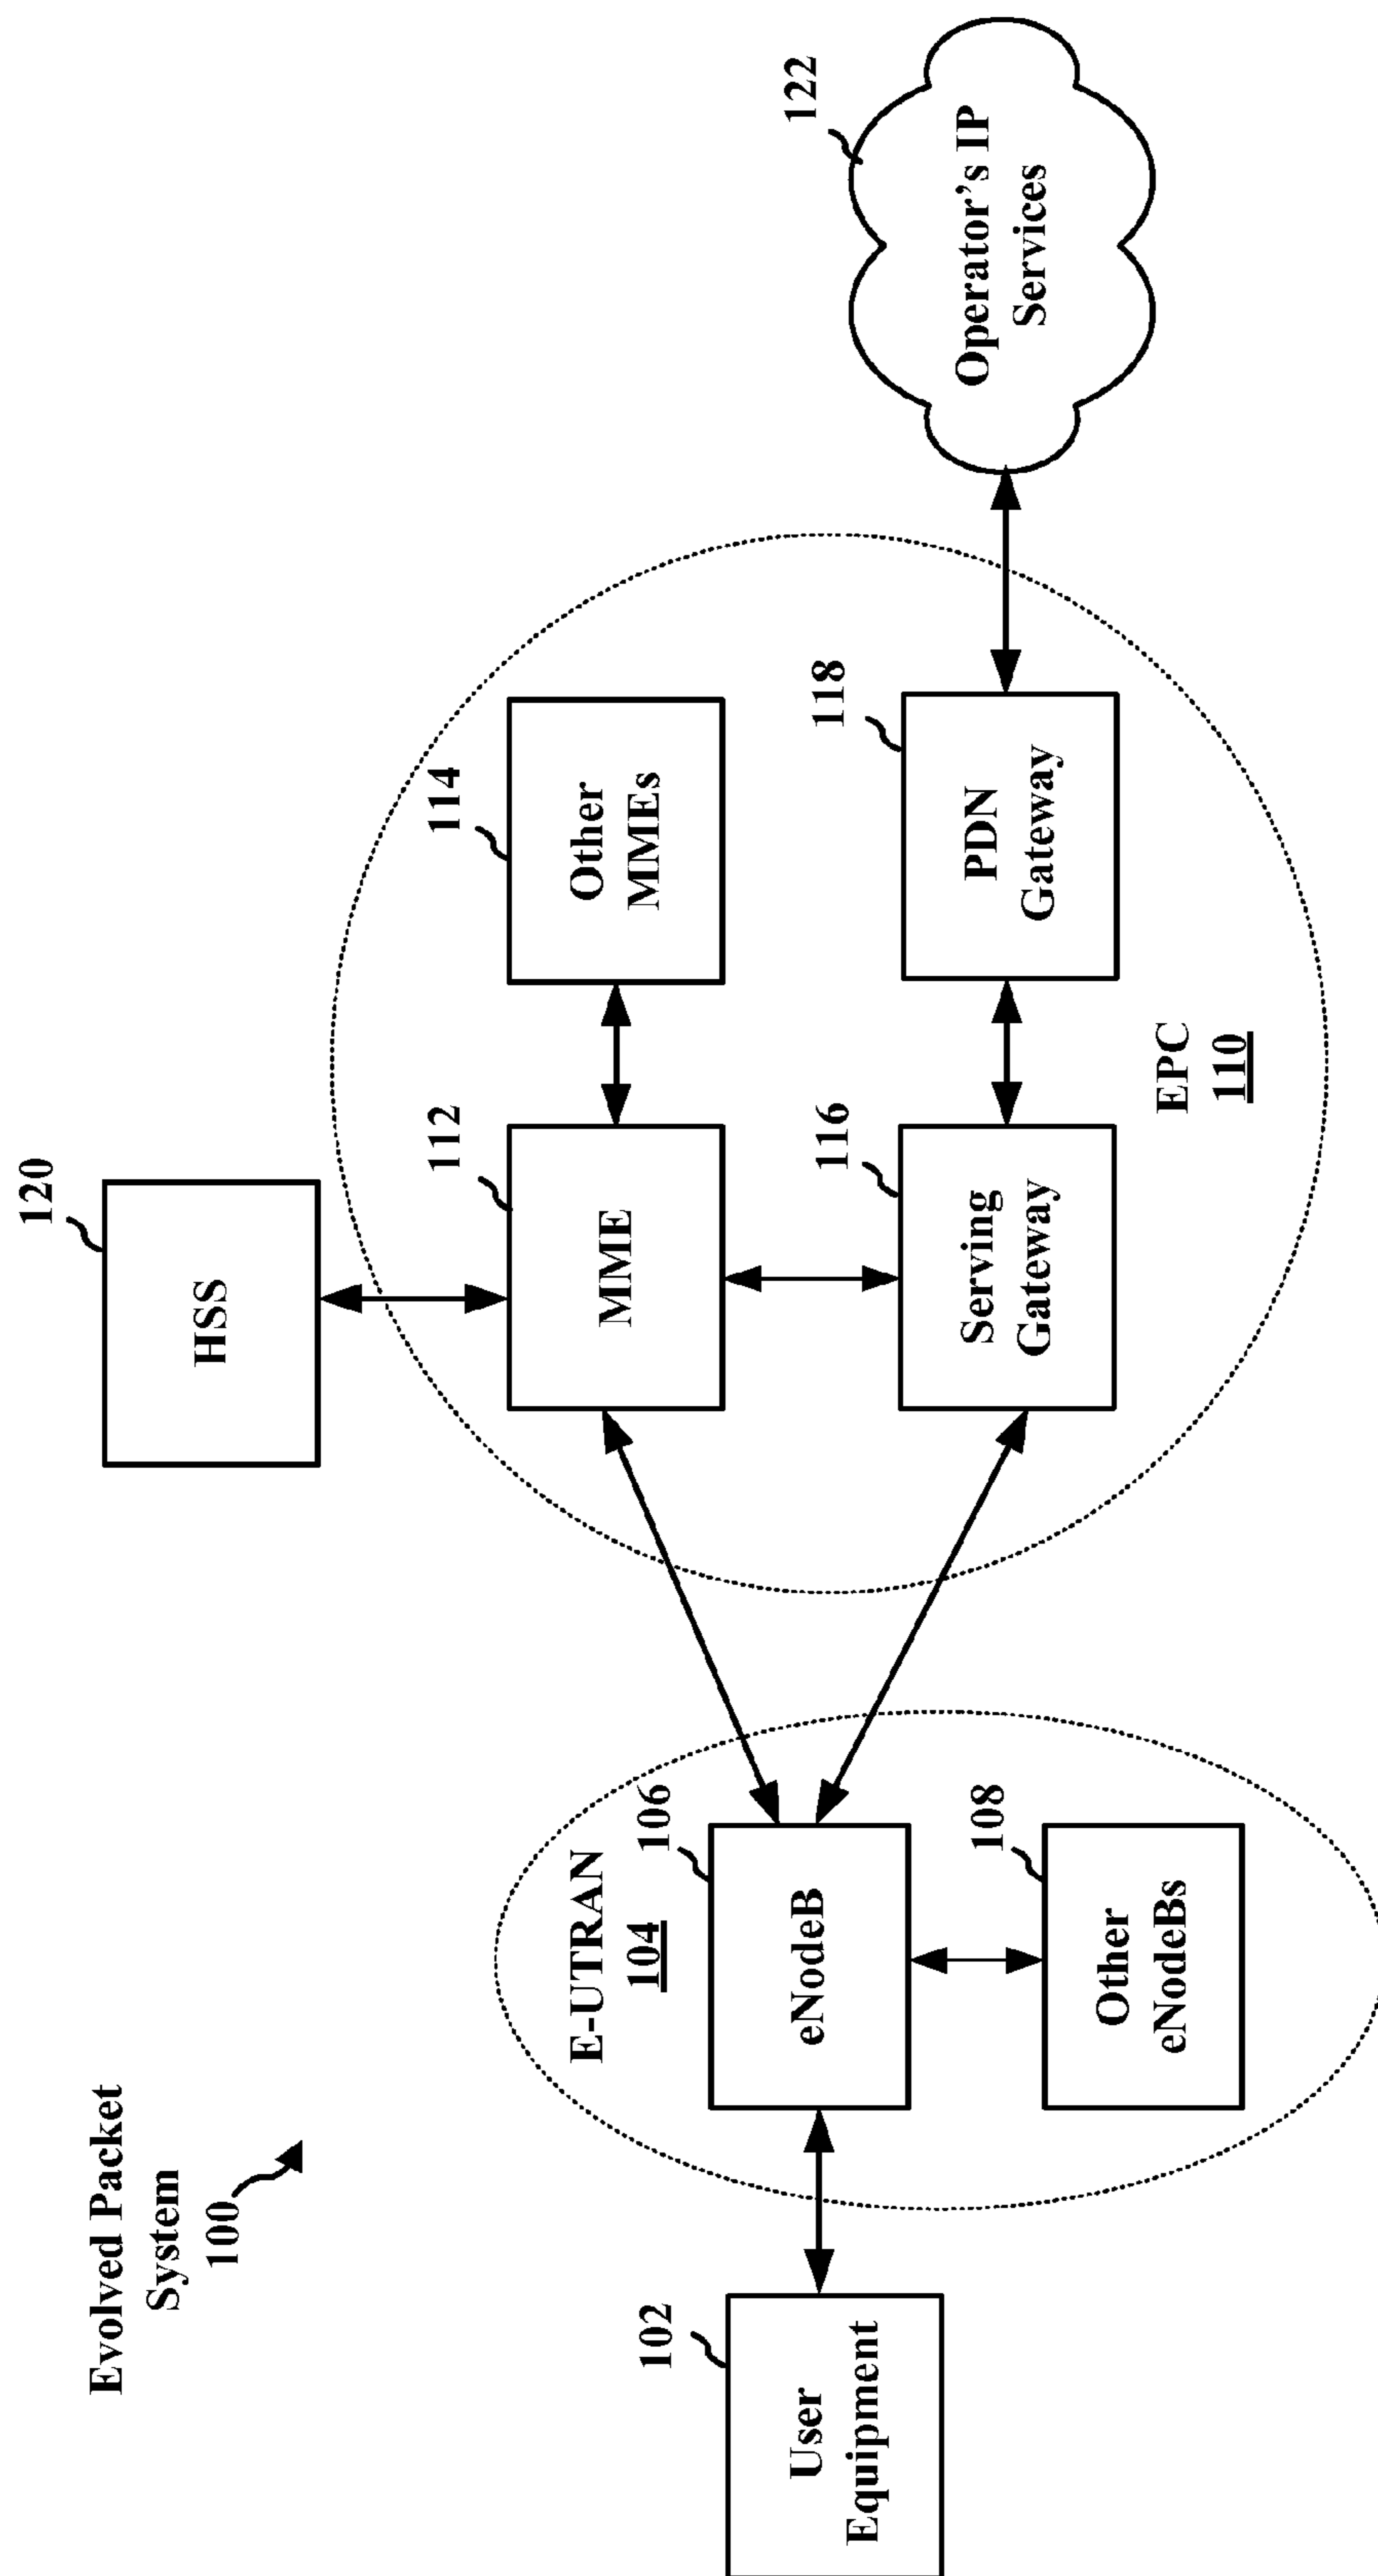 Evolved Packet
System
100
120
HSS
112
MME
114
Other
MMEs
122
Operator's IP
Services
E-UTRAN
104
106
eNodeB
102
User
Equipment
108
Other
eNodeBs
116
Serving
Gateway
118
PDN
Gateway
EPC
110